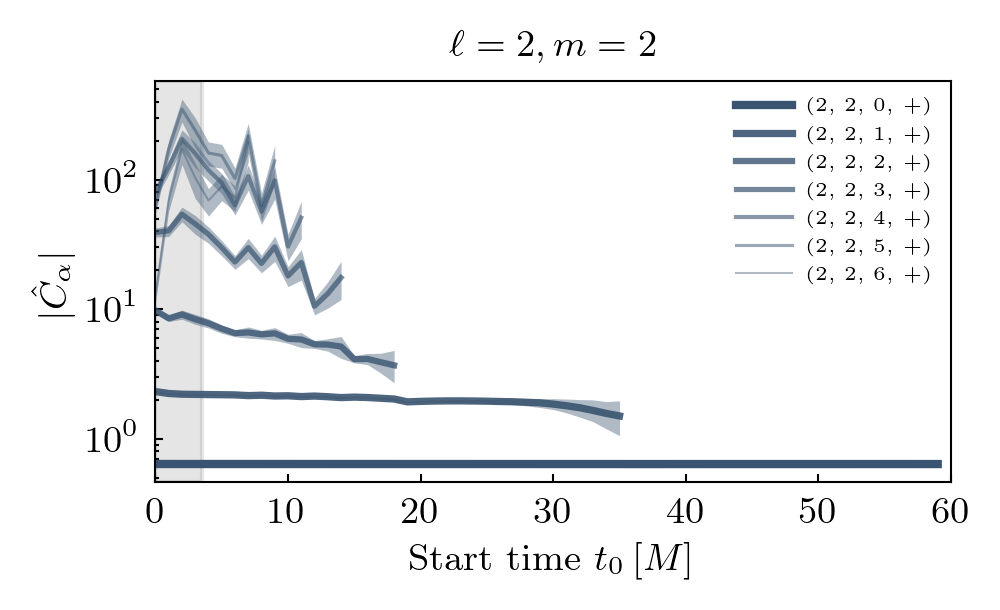 ℓ = 2, m = 2
(2, 2, 0, +)
(2, 2, 1, +)
(2, 2, 2, +)
(2, 2, 3, +)
(2, 2, 4, +)
(2, 2, 5, +)
(2, 2, 6, +)
|Ĉ_α|
10²
10¹
10⁰
0 10 20 30 40 50 60
Start time t₀ [M]